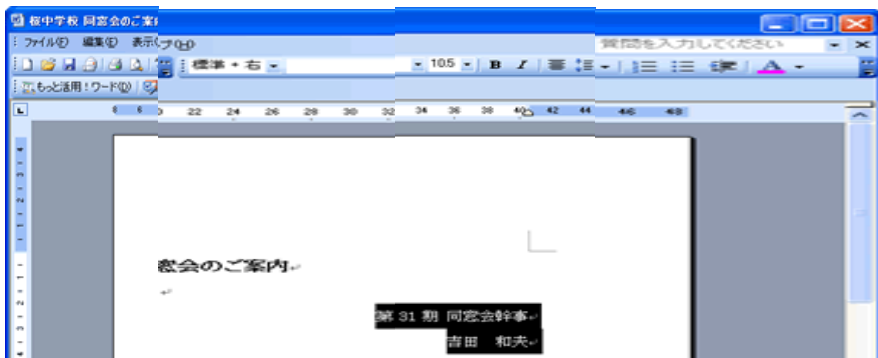 桜中学校 同窓会のご案
ファイル(F) 編集(E) 表示( プ(H) 質問を入力してください
標準 + 右 10.5 B I A
もっと活用!ワード(D)
8 6 22 24 26 28 30 32 34 36 38 40 42 44 46 48
窓会のご案内
第 31 期 同窓会幹事
吉田 和夫